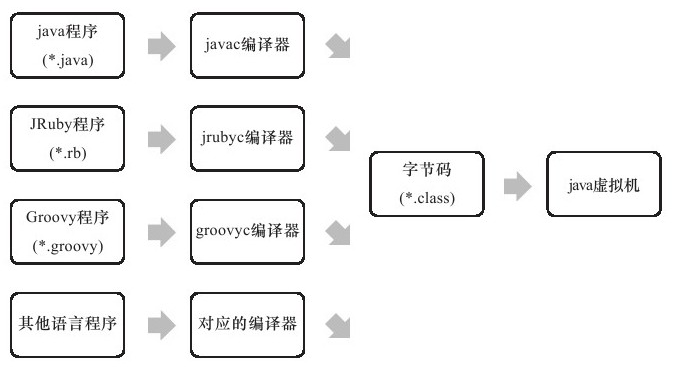 java程序
(*.java)
javac编译器
JRuby程序
(*.rb)
jrubyc编译器
Groovy程序
(*.groovy)
groovyc编译器
其他语言程序
对应的编译器
字节码
(*.class)
java虚拟机